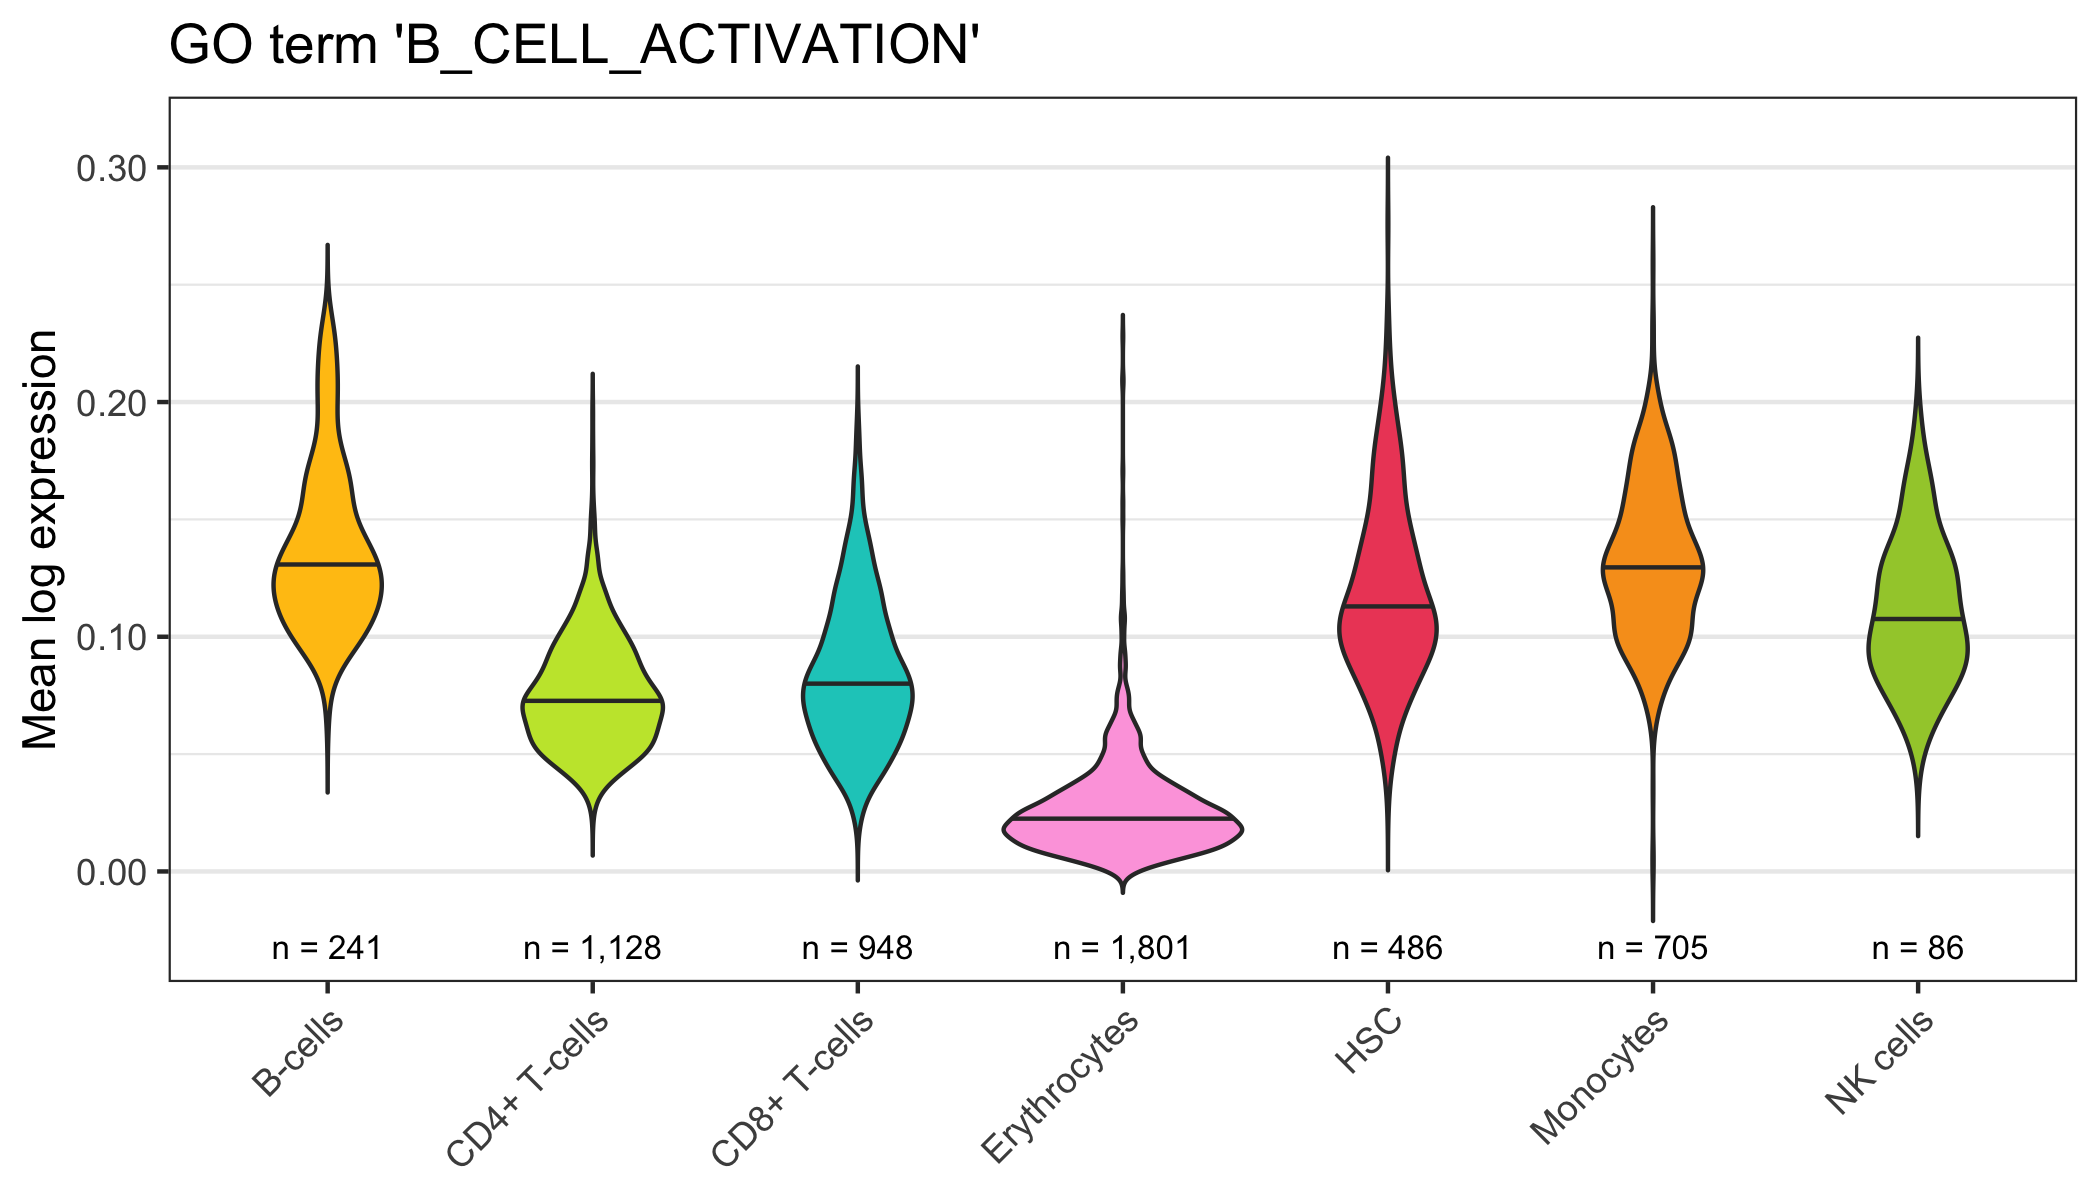 GO term 'B_CELL_ACTIVATION'
Mean log expression
0.30
0.20
0.10
0.00
n = 241 n = 1,128 n = 948 n = 1,801 n = 486 n = 705 n = 86
B-cells CD4+ T-cells CD8+ T-cells Erythrocytes HSC Monocytes NK cells